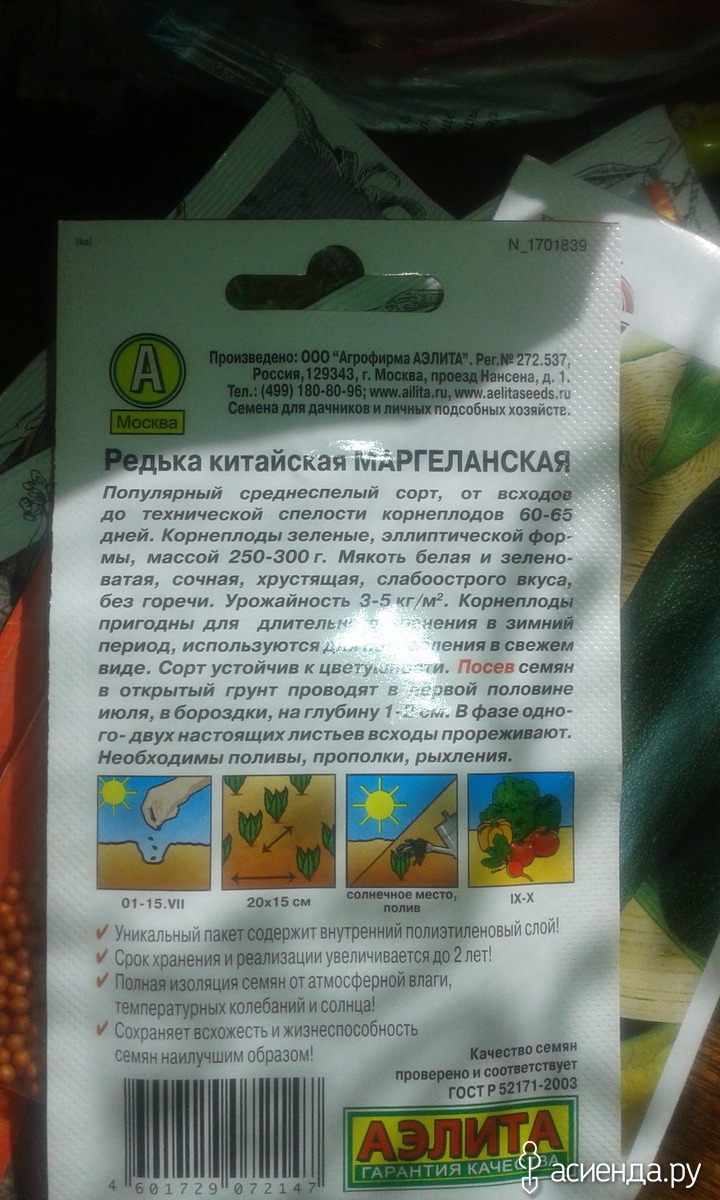 N_1701839
А
Москва
Произведено: ООО "Агрофирма АЭЛИТА". Рег.№ 272.537,
Россия,129343, г. Москва, проезд Нансена, д. 1.
Тел.: (499) 180-80-96; www.ailita.ru, www.aelitaseeds.ru
Семена для дачников и личных подсобных хозяйств.
Редька китайская МАРГЕЛАНСКАЯ
Популярный среднеспелый сорт, от всходов
до технической спелости корнеплодов 60-65
дней. Корнеплоды зеленые, эллиптической фор-
мы, массой 250-300 г. Мякоть белая и зелено-
ватая, сочная, хрустящая, слабоострого вкуса,
без горечи. Урожайность 3-5 кг/м². Корнеплоды
пригодны для длительного хранения в зимний
период, используются для потребления в свежем
виде. Сорт устойчив к цветушности. Посев семян
в открытый грунт проводят в первой половине
июля, в бороздки, на глубину 1-2 см. В фазе одно-
го- двух настоящих листьев всходы прореживают.
Необходимы поливы, прополки, рыхления.
01-15.VII
20х15 см
солнечное место,
полив
IX-X
✔ Уникальный пакет содержит внутренний полиэтиленовый слой!
✔ Срок хранения и реализации увеличивается до 2 лет!
✔ Полная изоляция семян от атмосферной влаги,
температурных колебаний и солнца!
✔ Сохраняет всхожесть и жизнеспособность
семян наилучшим образом!
Качество семян
проверено и соответствует
ГОСТ Р 52171-2003
АЭЛИТА
ГАРАНТИЯ КАЧЕСТВА
4 601729 072147
асиенда.ру